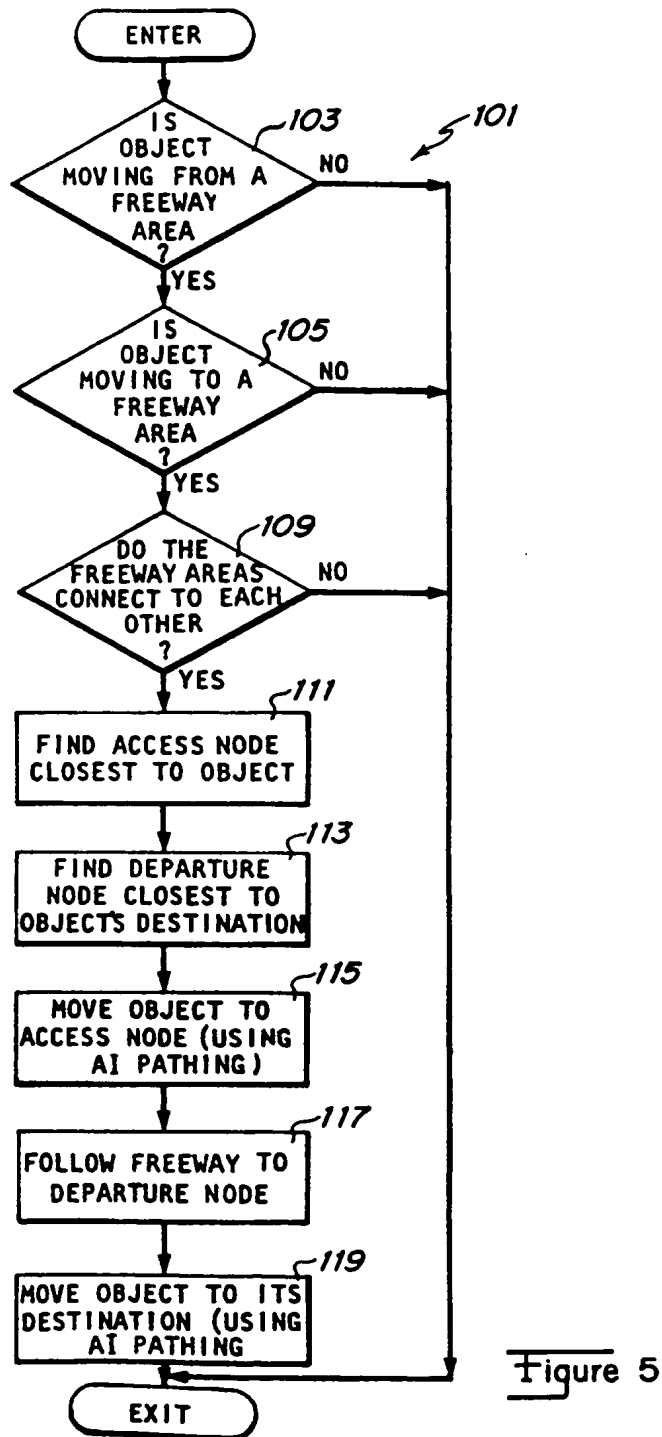 ENTER
IS
OBJECT
MOVING FROM A
FREEWAY
AREA
?
103
101
NO
YES
IS
OBJECT
MOVING TO A
FREEWAY
AREA
?
105
NO
YES
DO THE
FREEWAY AREAS
CONNECT TO EACH
OTHER
?
109
NO
YES
111
FIND ACCESS NODE
CLOSEST TO OBJECT
113
FIND DEPARTURE
NODE CLOSEST TO
OBJECT'S DESTINATION
115
MOVE OBJECT TO
ACCESS NODE (USING
AI PATHING)
117
FOLLOW FREEWAY TO
DEPARTURE NODE
119
MOVE OBJECT TO ITS
DESTINATION (USING
AI PATHING
EXIT
Figure 5